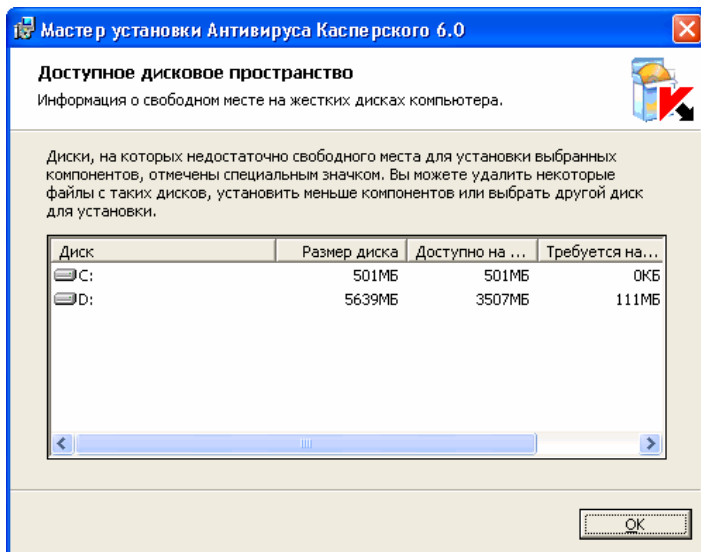 Мастер установки Антивируса Касперского 6.0
Доступное дисковое пространство
Информация о свободном месте на жестких дисках компьютера.
Диски, на которых недостаточно свободного места для установки выбранных
компонентов, отмечены специальным значком. Вы можете удалить некоторые
файлы с таких дисков, установить меньше компонентов или выбрать другой диск
для установки.
Диск Размер диска Доступно на ... Требуется на...
C: 501МБ 501МБ 0КБ
D: 5639МБ 3507МБ 111МБ
OK